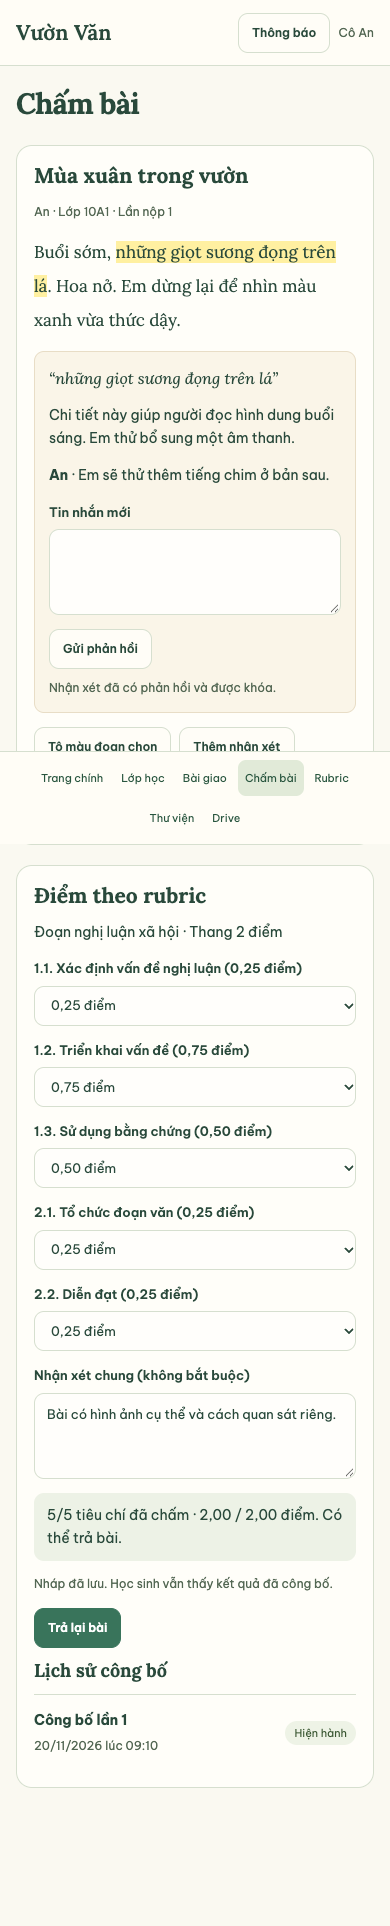 Vườn Văn
Thông báo
Cô An
Chấm bài
Mùa xuân trong vườn
An · Lớp 10A1 · Lần nộp 1
Buổi sớm, những giọt sương đọng trên
lá. Hoa nở. Em dừng lại để nhìn màu
xanh vừa thức dậy.
“những giọt sương đọng trên lá”
Chi tiết này giúp người đọc hình dung buổi
sáng. Em thử bổ sung một âm thanh.
An · Em sẽ thử thêm tiếng chim ở bản sau.
Tin nhắn mới
Gửi phản hồi
Nhận xét đã có phản hồi và được khóa.
Tô màu đoạn chọn
Thêm nhận xét
Trang chính
Lớp học
Bài giao
Chấm bài
Rubric
Thư viện
Drive
Điểm theo rubric
Đoạn nghị luận xã hội · Thang 2 điểm
1.1. Xác định vấn đề nghị luận (0,25 điểm)
0,25 điểm
1.2. Triển khai vấn đề (0,75 điểm)
0,75 điểm
1.3. Sử dụng bằng chứng (0,50 điểm)
0,50 điểm
2.1. Tổ chức đoạn văn (0,25 điểm)
0,25 điểm
2.2. Diễn đạt (0,25 điểm)
0,25 điểm
Nhận xét chung (không bắt buộc)
Bài có hình ảnh cụ thể và cách quan sát riêng.
5/5 tiêu chí đã chấm · 2,00 / 2,00 điểm. Có
thể trả bài.
Nháp đã lưu. Học sinh vẫn thấy kết quả đã công bố.
Trả lại bài
Lịch sử công bố
Công bố lần 1
20/11/2026 lúc 09:10
Hiện hành